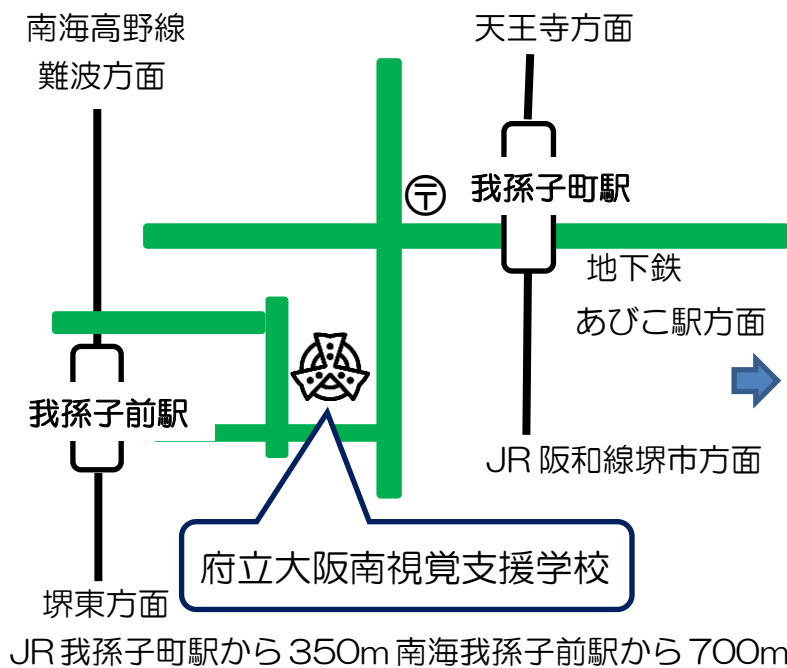 南海高野線
難波方面
天王寺方面
〒
我孫子町駅
地下鉄
あびこ駅方面
我孫子前駅
JR 阪和線堺市方面
府立大阪南視覚支援学校
堺東方面
JR 我孫子町駅から 350m 南海我孫子前駅から 700m